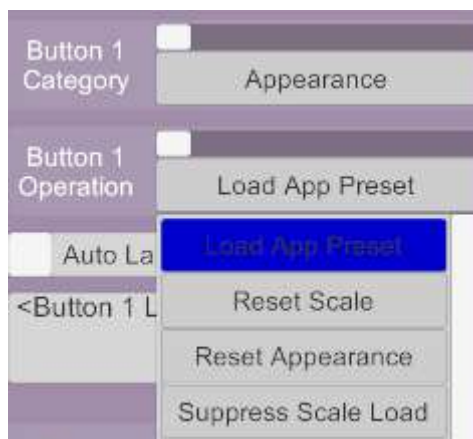 Button 1
Category
Appearance
Button 1
Operation
Load App Preset
Auto La
Load App Preset
<Button 1 L
Reset Scale
Reset Appearance
Suppress Scale Load